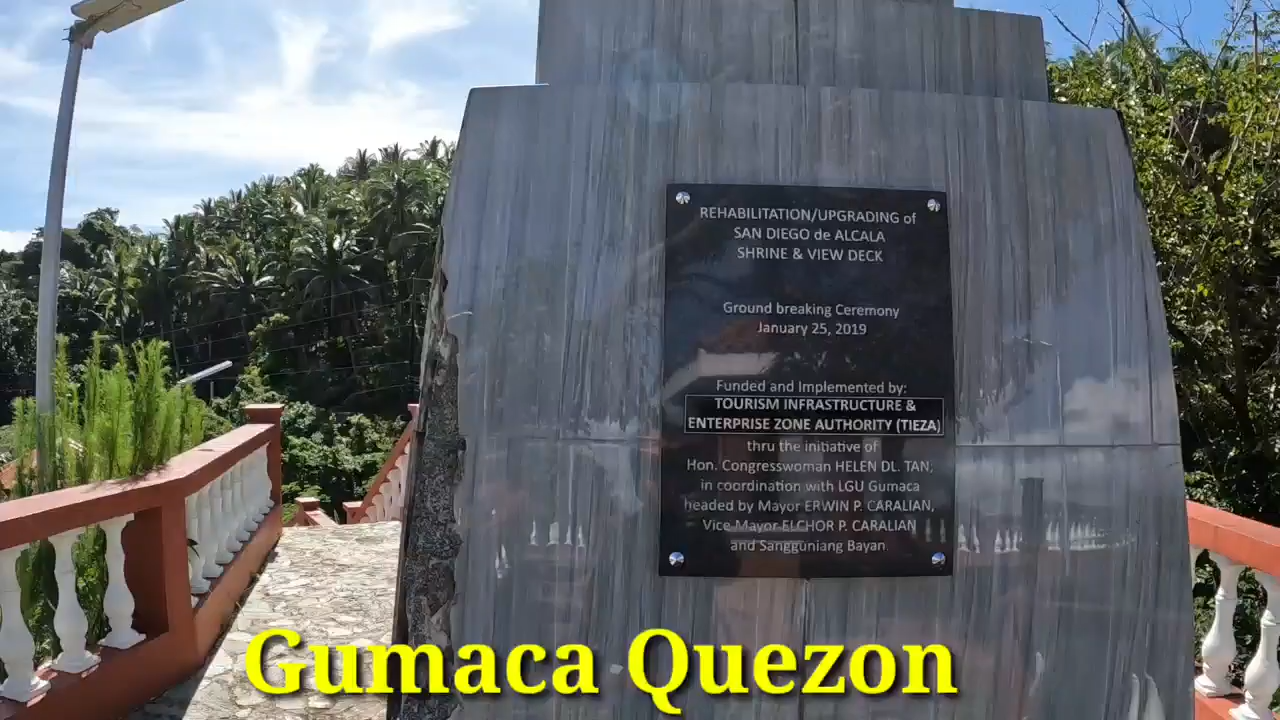 REHABILITATION/UPGRADING of
SAN DIEGO de ALCALA
SHRINE & VIEW DECK
Ground breaking Ceremony
January 25, 2019
Funded and Implemented by:
TOURISM INFRASTRUCTURE &
ENTERPRISE ZONE AUTHORITY (TIEZA)
thru the initiative of
Hon. Congresswoman HELEN DL. TAN;
in coordination with LGU Gumaca
headed by Mayor ERWIN P. CARALIAN,
Vice Mayor ELCHOR P. CARALIAN
and Sangguniang Bayan.
Gumaca Quezon